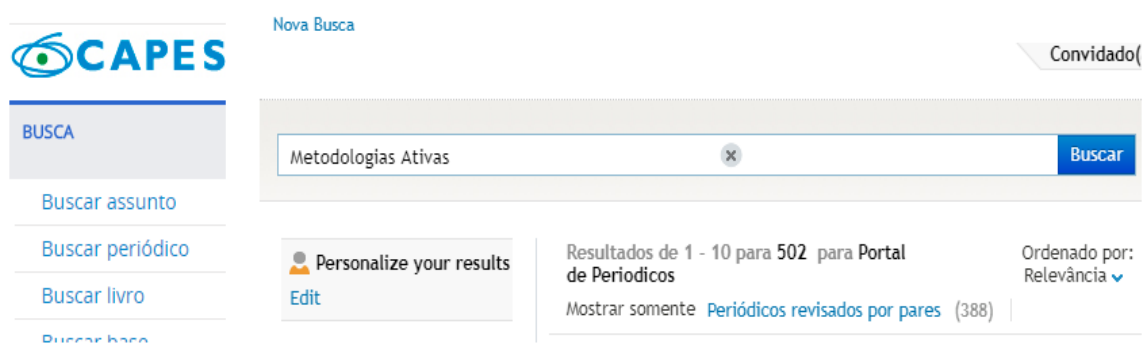 Nova Busca
CAPES
Convidado(
BUSCA
Metodologias Ativas
Buscar
Buscar assunto
Buscar periódico
Buscar livro
Buscar base
Personalize your results
Edit
Resultados de 1 - 10 para 502 para Portal
de Periodicos
Mostrar somente Periódicos revisados por pares (388)
Ordenado por:
Relevância